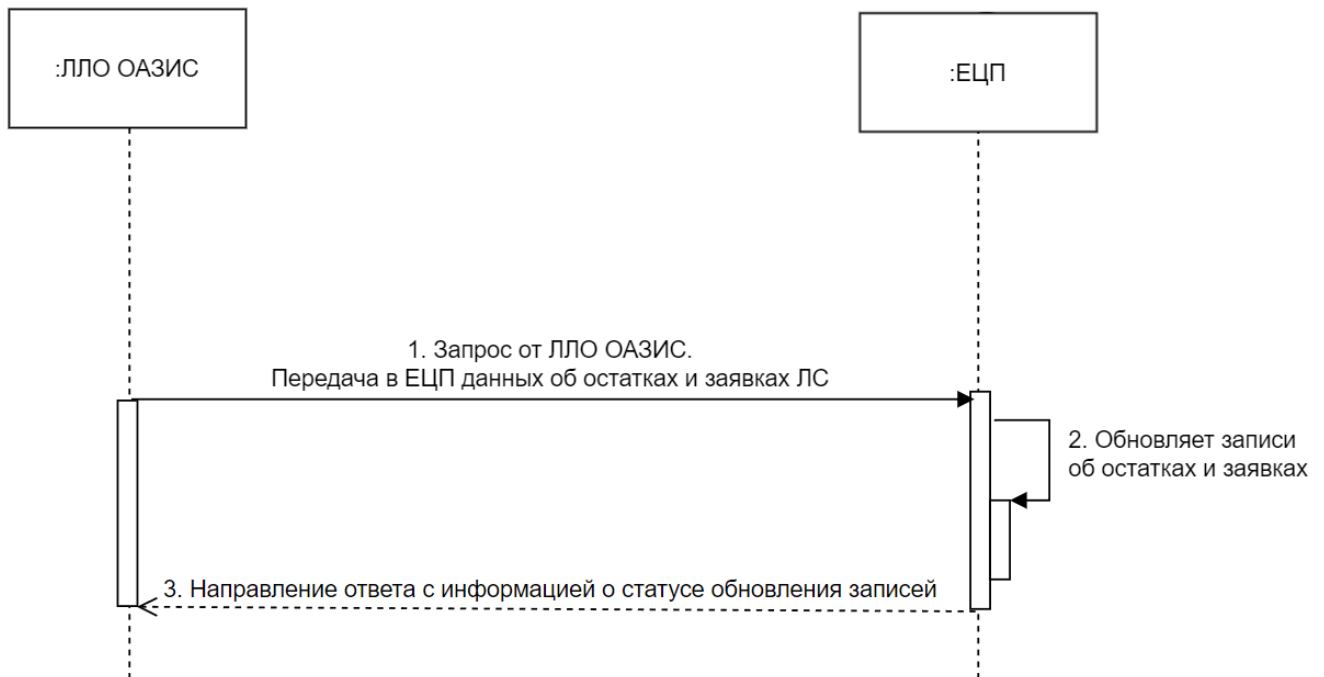 :ЛЛО ОАЗИС
:ЕЦП
1. Запрос от ЛЛО ОАЗИС.
Передача в ЕЦП данных об остатках и заявках ЛС
2. Обновляет записи
об остатках и заявках
3. Направление ответа с информацией о статусе обновления записей